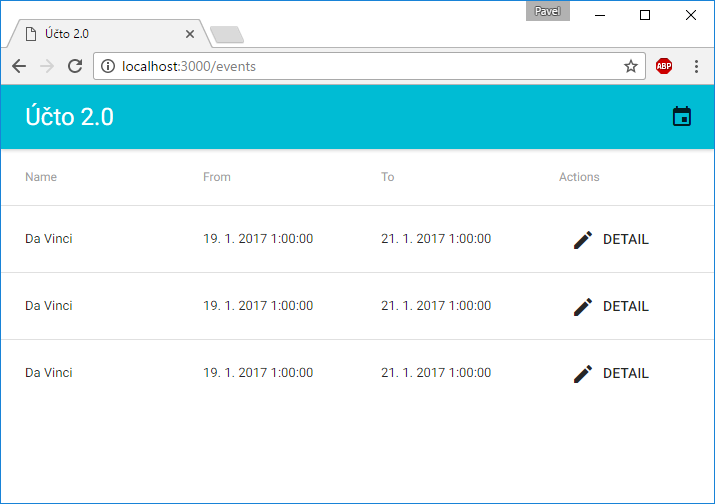 Pavel
Účto 2.0
localhost:3000/events
ABP
Účto 2.0
Name From To Actions
Da Vinci 19. 1. 2017 1:00:00 21. 1. 2017 1:00:00 DETAIL
Da Vinci 19. 1. 2017 1:00:00 21. 1. 2017 1:00:00 DETAIL
Da Vinci 19. 1. 2017 1:00:00 21. 1. 2017 1:00:00 DETAIL